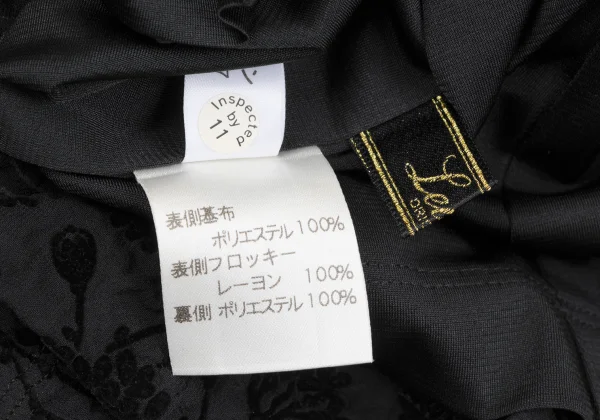 Inspected
by
11
表側基布
ポリエステル100%
表側フロッキー
レーヨン 100%
裏側 ポリエステル100%